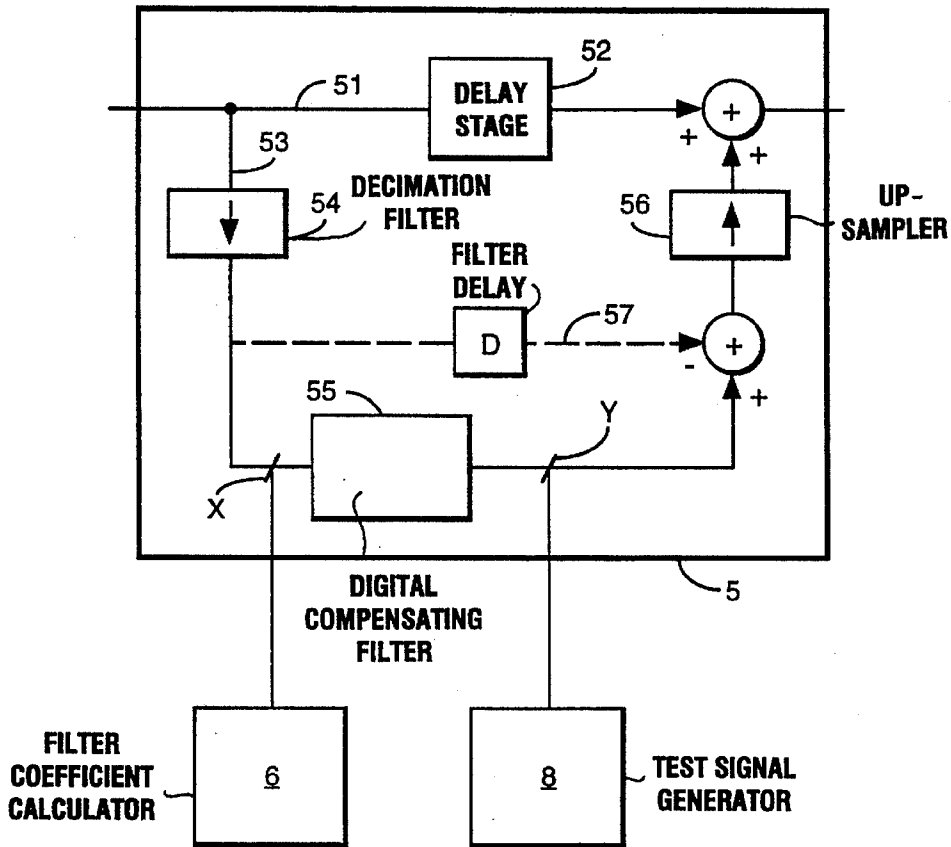 52
51
DELAY
STAGE
+
+
+
53
DECIMATION
FILTER
54
56
UP-
SAMPLER
FILTER
DELAY
57
D
+
-
+
55
Y
X
5
DIGITAL
COMPENSATING
FILTER
FILTER
COEFFICIENT
CALCULATOR
6
8
TEST SIGNAL
GENERATOR